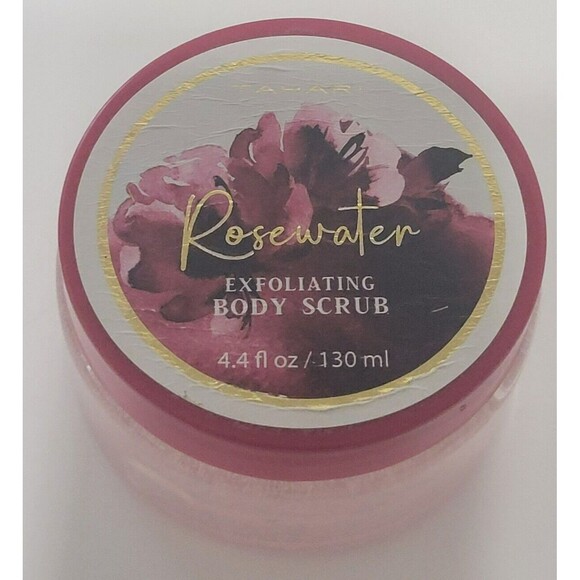 TAHARI
Rosewater
EXFOLIATING
BODY SCRUB
4.4 fl oz / 130 ml